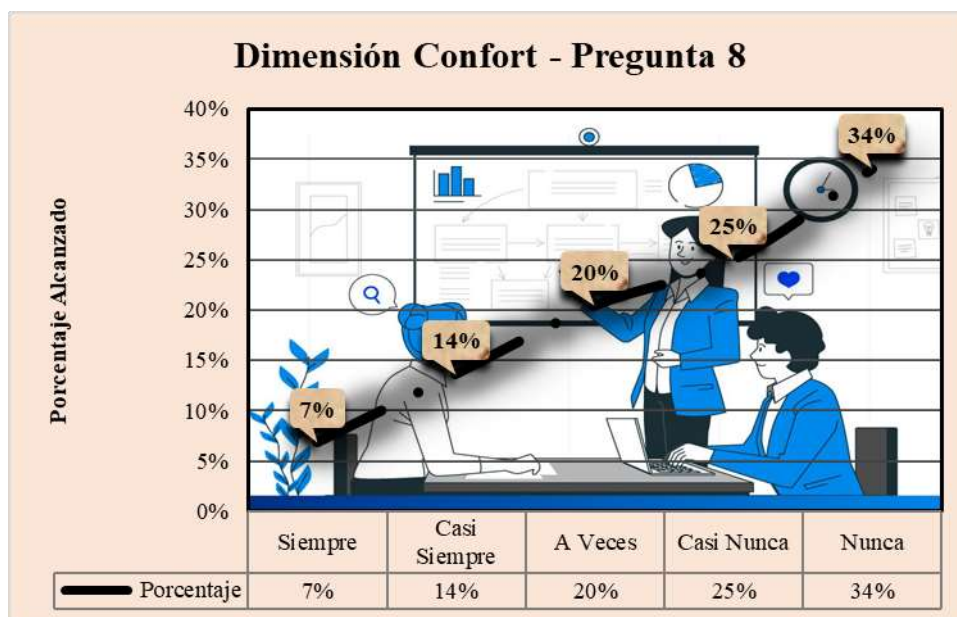 Dimensión Confort - Pregunta 8
Porcentaje Alcanzado
40%
35%
30%
25%
20%
15%
10%
5%
0%
7%
14%
20%
25%
34%
Siempre
Casi
Siempre
A Veces
Casi Nunca
Nunca
Porcentaje 7% 14% 20% 25% 34%